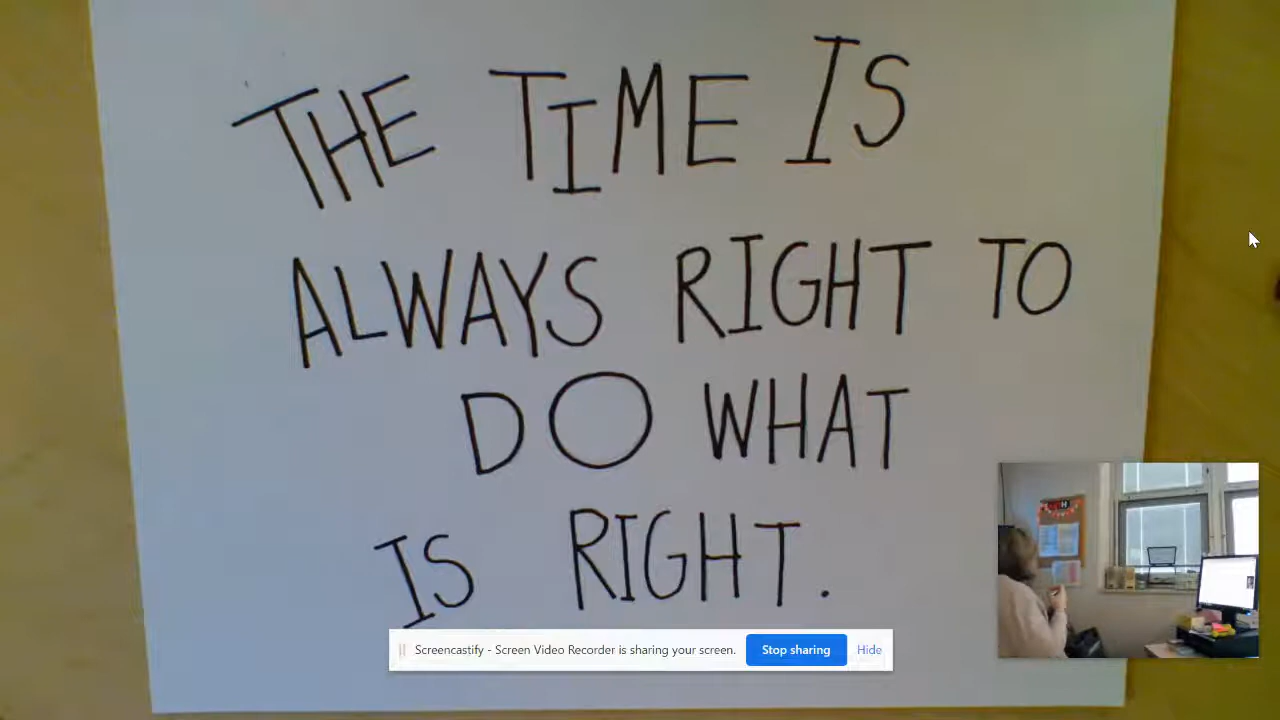 THE TIME IS
ALWAYS RIGHT TO
DO WHAT
IS RIGHT.
Screencastify - Screen Video Recorder is sharing your screen. Stop sharing Hide